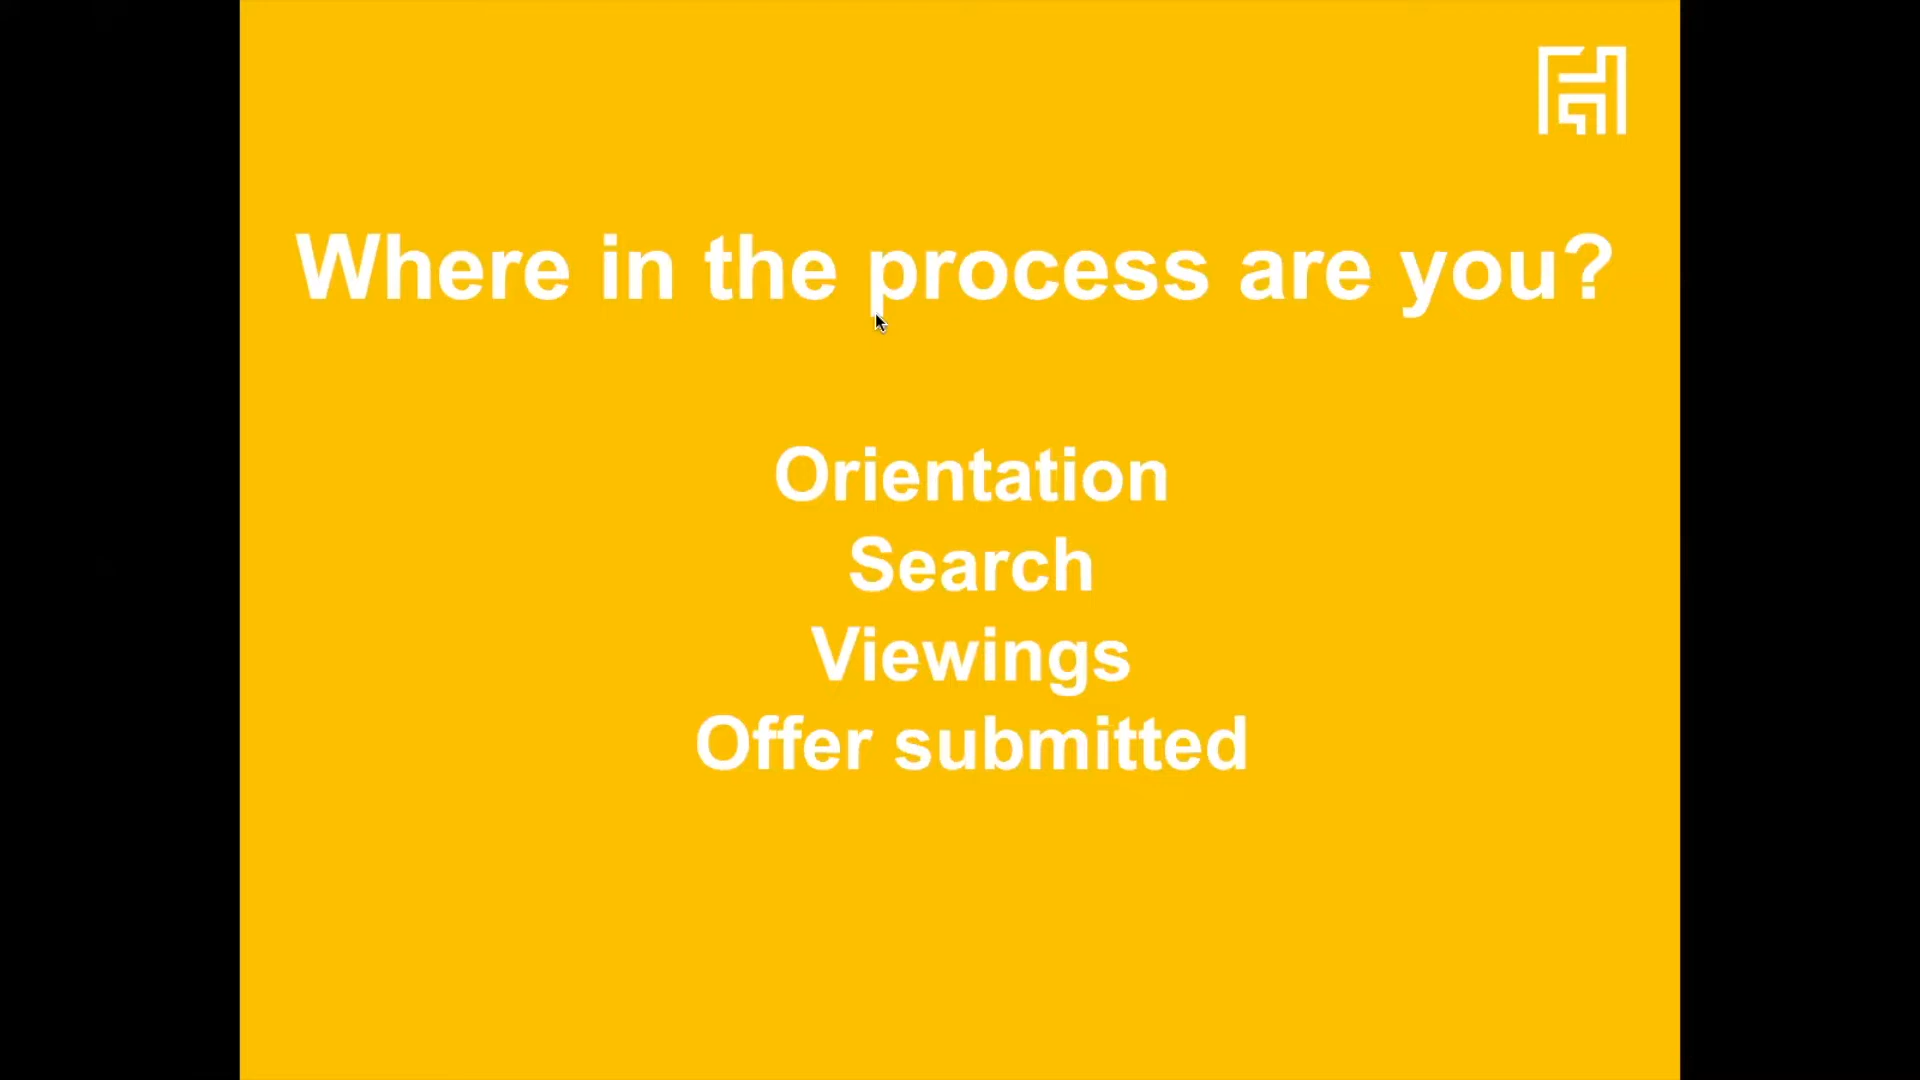 Where in the process are you?
Orientation
Search
Viewings
Offer submitted